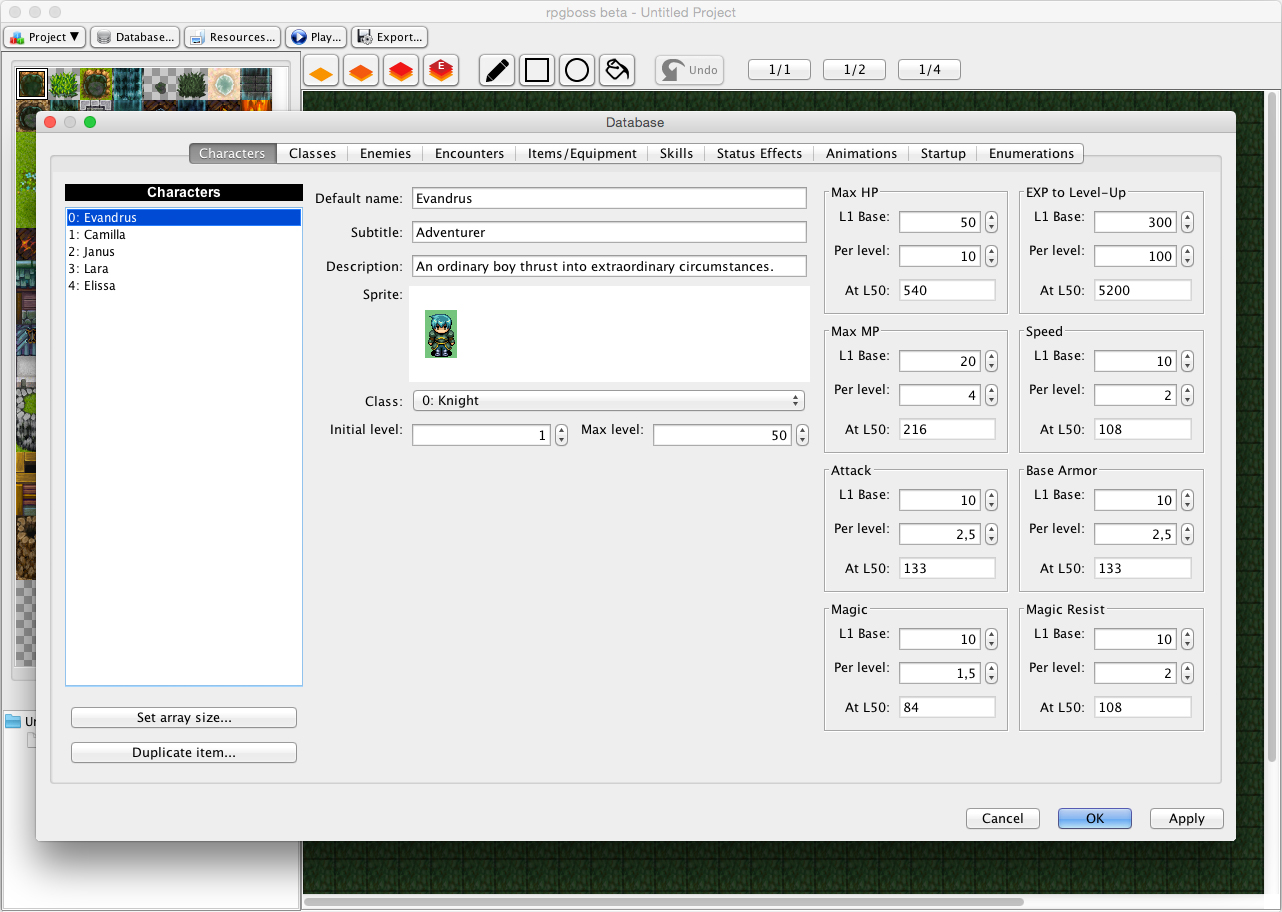 rpgboss beta - Untitled Project
Project ▼ Database... Resources... Play... Export...
E Undo 1/1 1/2 1/4
Database
Characters Classes Enemies Encounters Items/Equipment Skills Status Effects Animations Startup Enumerations
Characters
0: Evandrus
1: Camilla
2: Janus
3: Lara
4: Elissa
Set array size...
Duplicate item...
Default name: Evandrus
Subtitle: Adventurer
Description: An ordinary boy thrust into extraordinary circumstances.
Sprite:
Class: 0: Knight
Initial level: 1 Max level: 50
Max HP
L1 Base: 50
Per level: 10
At L50: 540
EXP to Level-Up
L1 Base: 300
Per level: 100
At L50: 5200
Max MP
L1 Base: 20
Per level: 4
At L50: 216
Speed
L1 Base: 10
Per level: 2
At L50: 108
Attack
L1 Base: 10
Per level: 2,5
At L50: 133
Base Armor
L1 Base: 10
Per level: 2,5
At L50: 133
Magic
L1 Base: 10
Per level: 1,5
At L50: 84
Magic Resist
L1 Base: 10
Per level: 2
At L50: 108
Cancel OK Apply